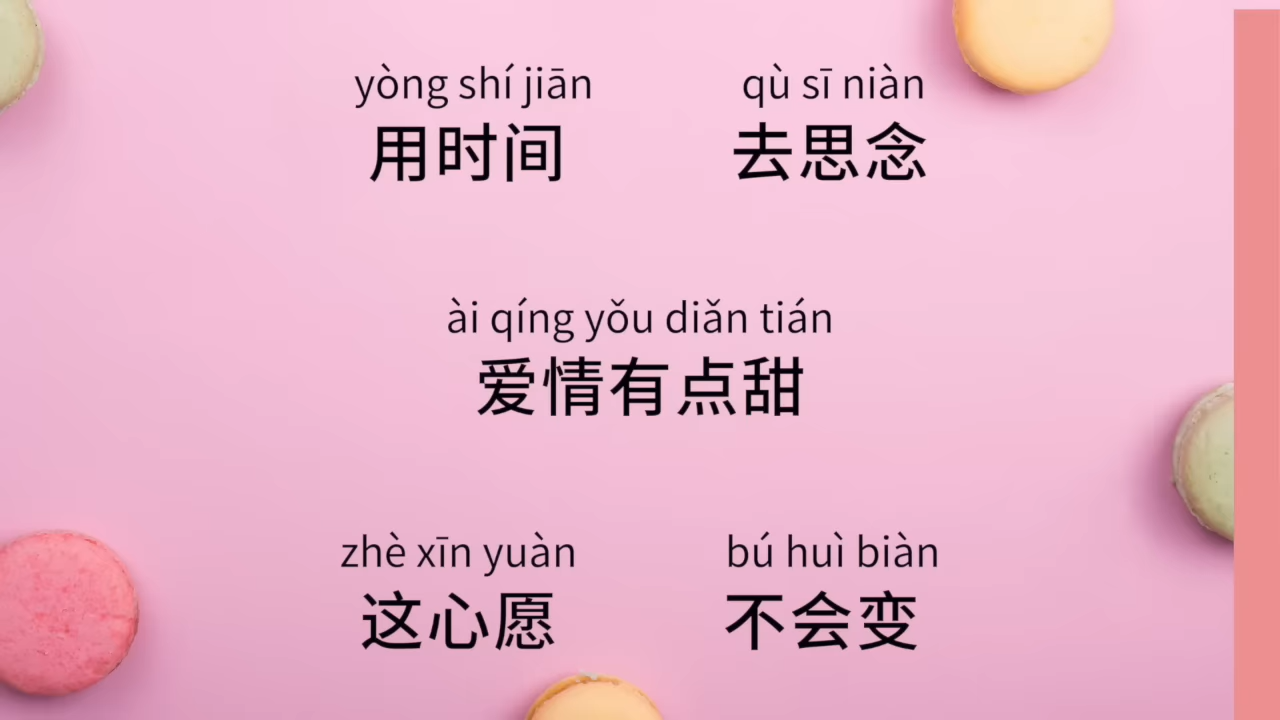 yòng shí jiān qù sī niàn
用时间 去思念
ài qíng yǒu diǎn tián
爱情有点甜
zhè xīn yuàn bú huì biàn
这心愿 不会变